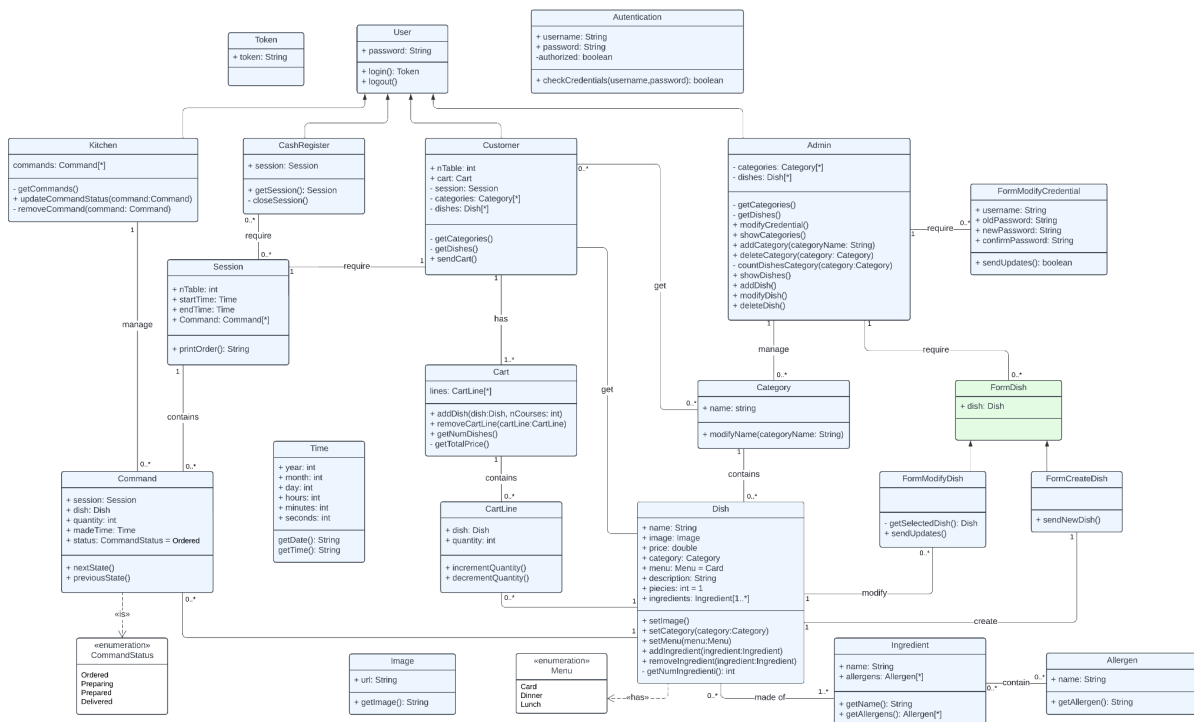 Token
+ token: String
User
+ password: String
+ login(): Token
+ logout()
Autentication
+ username: String
+ password: String
-authorized: boolean
+ checkCredentials(username,password): boolean
Kitchen
commands: Command[*]
- getCommands()
+ updateCommandStatus(command:Command)
- removeCommand(command: Command)
CashRegister
+ session: Session
+ getSession(): Session
- closeSession()
Customer
+ nTable: int
+ cart: Cart
- session: Session
- categories: Category[*]
- dishes: Dish[*]
- getCategories()
- getDishes()
+ sendCart()
Admin
- categories: Category[*]
- dishes: Dish[*]
- getCategories()
- getDishes()
+ modifyCredential()
+ showCategories()
+ addCategory(categoryName: String)
+ deleteCategory(category: Category)
- countDishesCategory(category:Category)
+ showDishes()
+ addDish()
+ modifyDish()
+ deleteDish()
FormModifyCredential
+ username: String
+ oldPassword: String
+ newPassword: String
+ confirmPassword: String
+ sendUpdates(): boolean
1
require
0..*
0..*
require
0..*
1
require
1
0..*
get
get
1
manage
0..*
Session
+ nTable: int
+ startTime: Time
+ endTime: Time
+ Command: Command[*]
+ printOrder(): String
1
has
1..*
1
manage
0..*
1
require
0..*
1
contains
0..*
Cart
lines: CartLine[*]
+ addDish(dish:Dish, nCourses: int)
+ removeCartLine(cartLine:CartLine)
+ getNumDishes()
- getTotalPrice()
0..*
Category
+ name: string
+ modifyName(categoryName: String)
FormDish
+ dish: Dish
Time
+ year: int
+ month: int
+ day: int
+ hours: int
+ minutes: int
+ seconds: int
getDate(): String
getTime(): String
1
contains
0..*
1
contains
0..*
Command
+ session: Session
+ dish: Dish
+ quantity: int
+ madeTime: Time
+ status: CommandStatus = Ordered
+ nextState()
+ previousState()
CartLine
+ dish: Dish
+ quantity: int
+ incrementQuantity()
+ decrementQuantity()
Dish
+ name: String
+ image: Image
+ price: double
+ category: Category
+ menu: Menu = Card
+ description: String
+ piecies: int = 1
+ ingredients: Ingredient[1..*]
+ setImage()
+ setCategory(category:Category)
+ setMenu(menu:Menu)
+ addIngredient(ingredient:Ingredient)
+ removeIngredient(ingredient:Ingredient)
- getNumIngredienti(): int
FormModifyDish
- getSelectedDish(): Dish
+ sendUpdates()
FormCreateDish
+ sendNewDish()
0..*
1
modify
1
1
create
0..*
1
0..*
1
«is»
«enumeration»
CommandStatus
Ordered
Preparing
Prepared
Delivered
Image
+ url: String
+ getImage(): String
«enumeration»
Menu
Card
Dinner
Lunch
«has»
0..*
made of
1..*
Ingredient
+ name: String
+ allergens: Allergen[*]
+ getName(): String
+ getAllergens(): Allergen[*]
0..*
contain
0..*
Allergen
+ name: String
+ getAllergen(): String